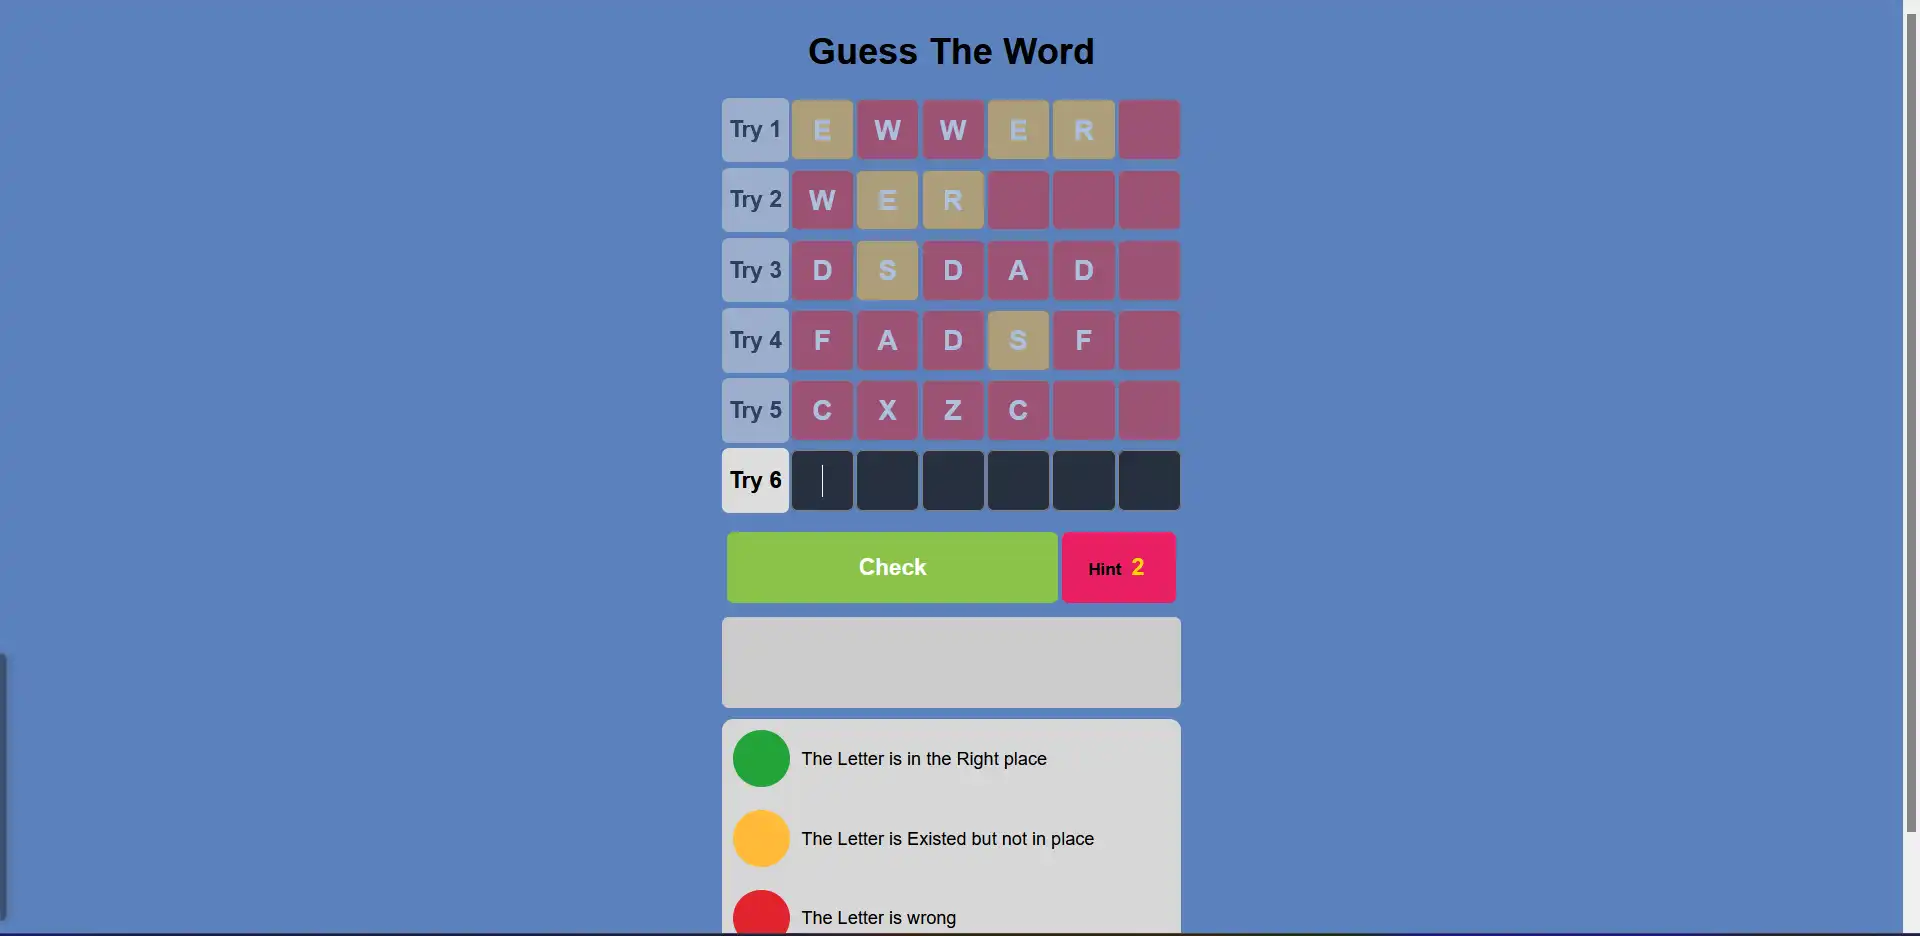 Guess The Word
Try 1 E W W E R
Try 2 W E R
Try 3 D S D A D
Try 4 F A D S F
Try 5 C X Z C
Try 6
Check Hint 2
The Letter is in the Right place
The Letter is Existed but not in place
The Letter is wrong